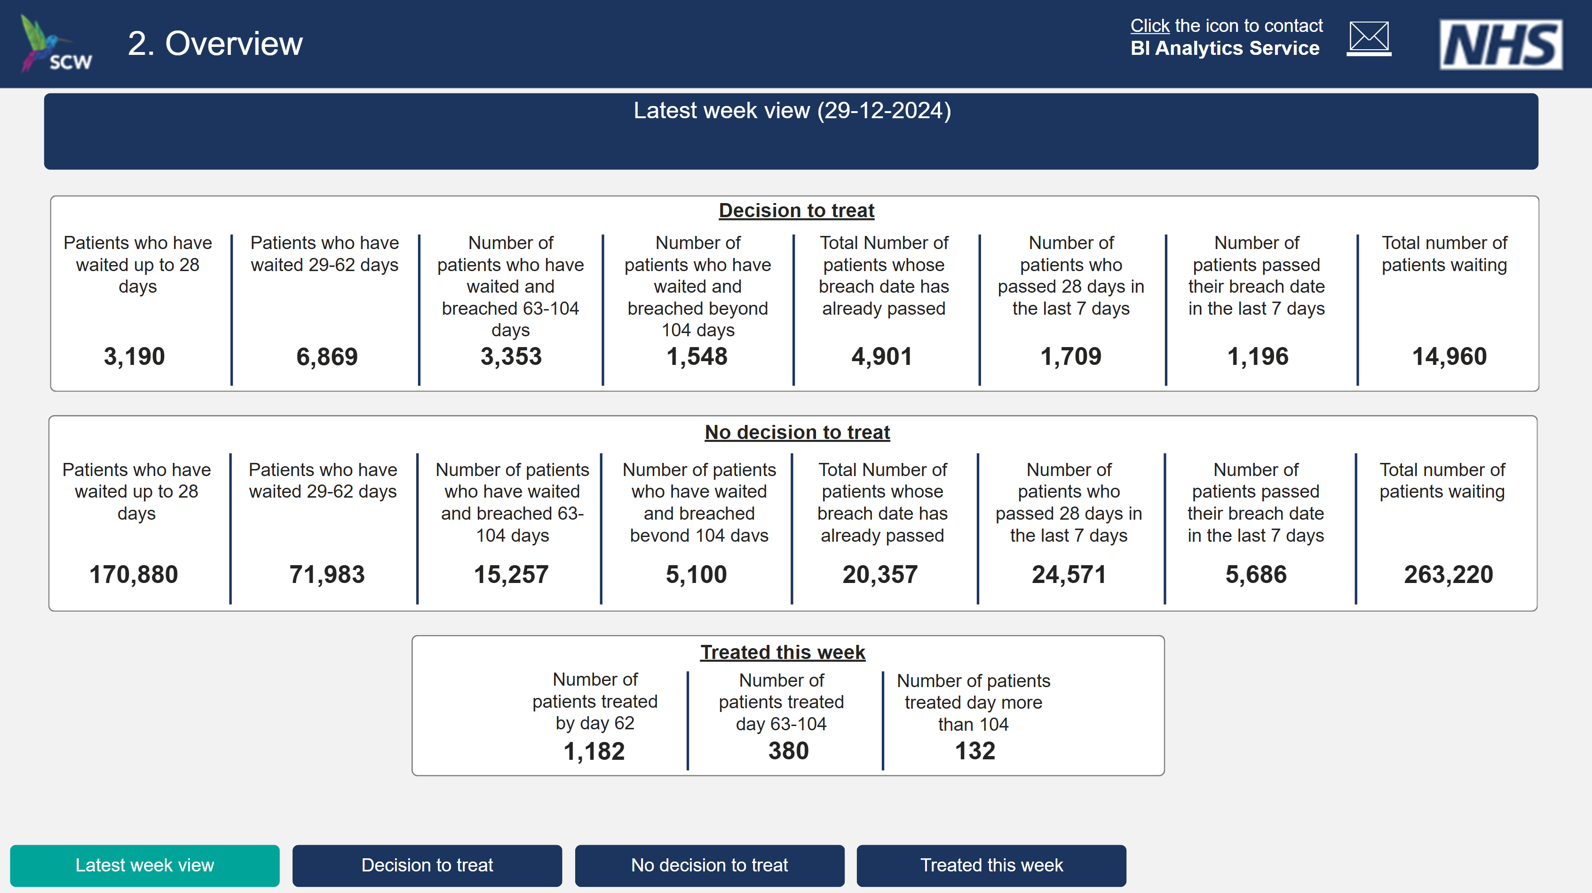 SCW
2. Overview
Click the icon to contact
BI Analytics Service
NHS
Latest week view (29-12-2024)
Decision to treat
Patients who have
waited up to 28
days
3,190
Patients who have
waited 29-62 days
6,869
Number of
patients who have
waited and
breached 63-104
days
3,353
Number of
patients who have
waited and
breached beyond
104 days
1,548
Total Number of
patients whose
breach date has
already passed
4,901
Number of
patients who
passed 28 days in
the last 7 days
1,709
Number of
patients passed
their breach date
in the last 7 days
1,196
Total number of
patients waiting
14,960
No decision to treat
Patients who have
waited up to 28
days
170,880
Patients who have
waited 29-62 days
71,983
Number of patients
who have waited
and breached 63-
104 days
15,257
Number of patients
who have waited
and breached
beyond 104 days
5,100
Total Number of
patients whose
breach date has
already passed
20,357
Number of
patients who
passed 28 days in
the last 7 days
24,571
Number of
patients passed
their breach date
in the last 7 days
5,686
Total number of
patients waiting
263,220
Treated this week
Number of
patients treated
by day 62
1,182
Number of
patients treated
day 63-104
380
Number of patients
treated day more
than 104
132
Latest week view
Decision to treat
No decision to treat
Treated this week